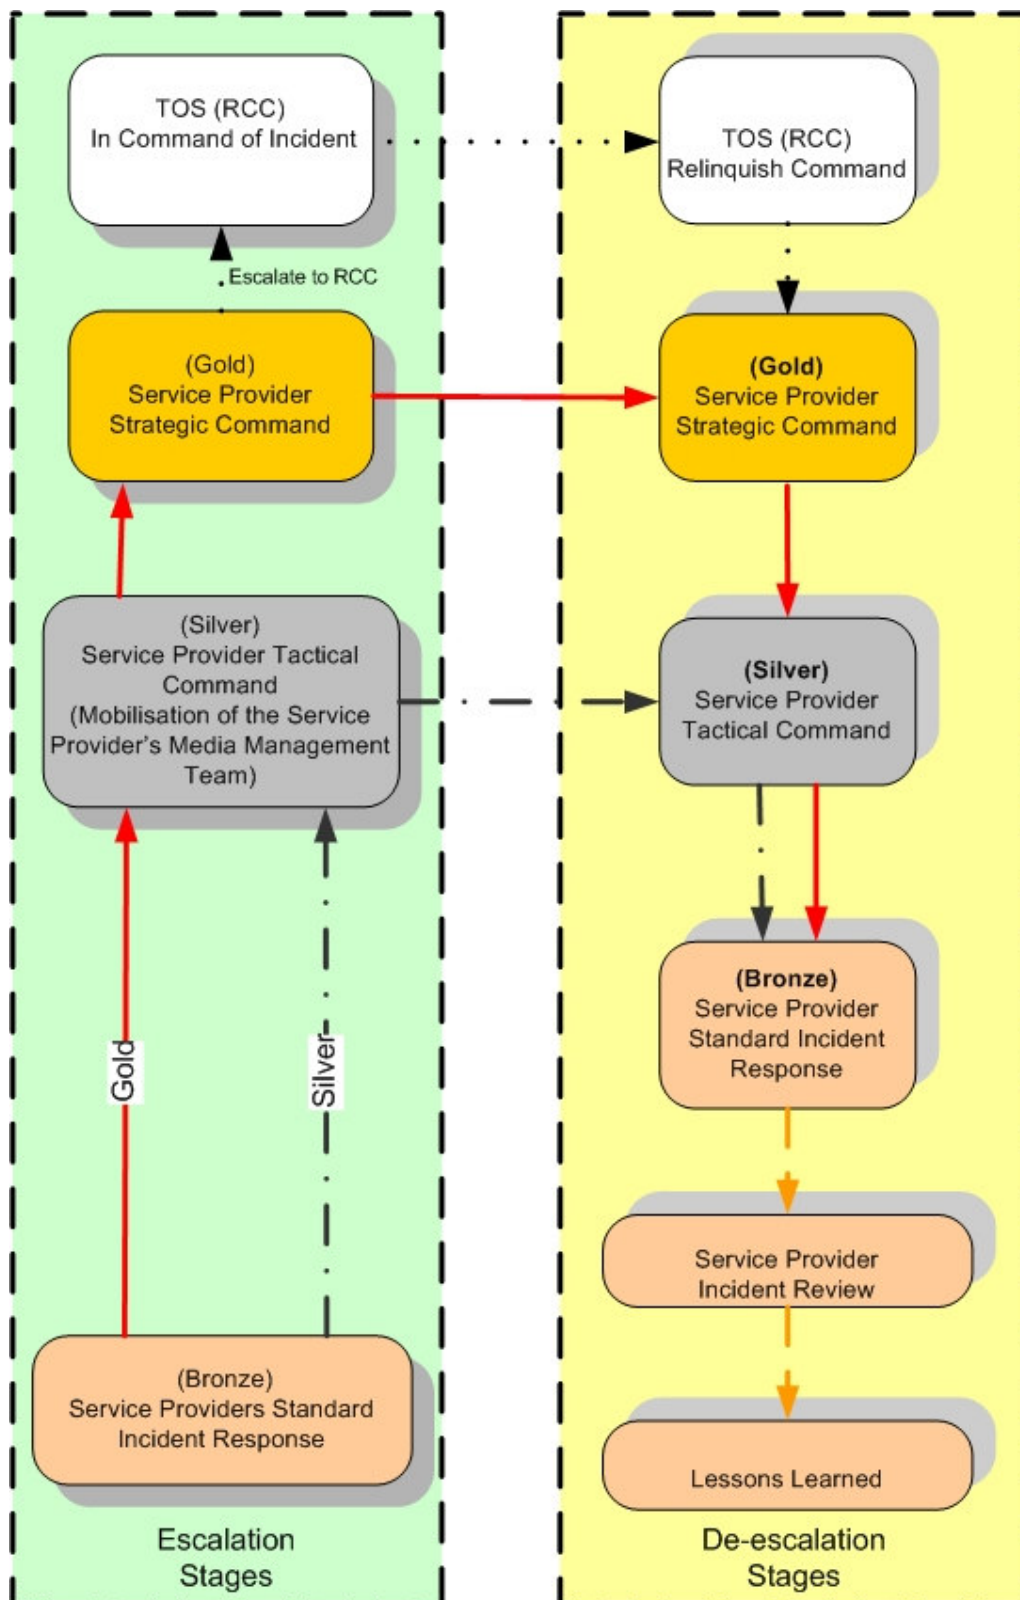 TOS (RCC)
In Command of Incident
Escalate to RCC
(Gold)
Service Provider
Strategic Command
(Silver)
Service Provider Tactical
Command
(Mobilisation of the Service
Provider's Media Management
Team)
Gold
Silver
(Bronze)
Service Providers Standard
Incident Response
Escalation
Stages
TOS (RCC)
Relinquish Command
(Gold)
Service Provider
Strategic Command
(Silver)
Service Provider
Tactical Command
(Bronze)
Service Provider
Standard Incident
Response
Service Provider
Incident Review
Lessons Learned
De-escalation
Stages